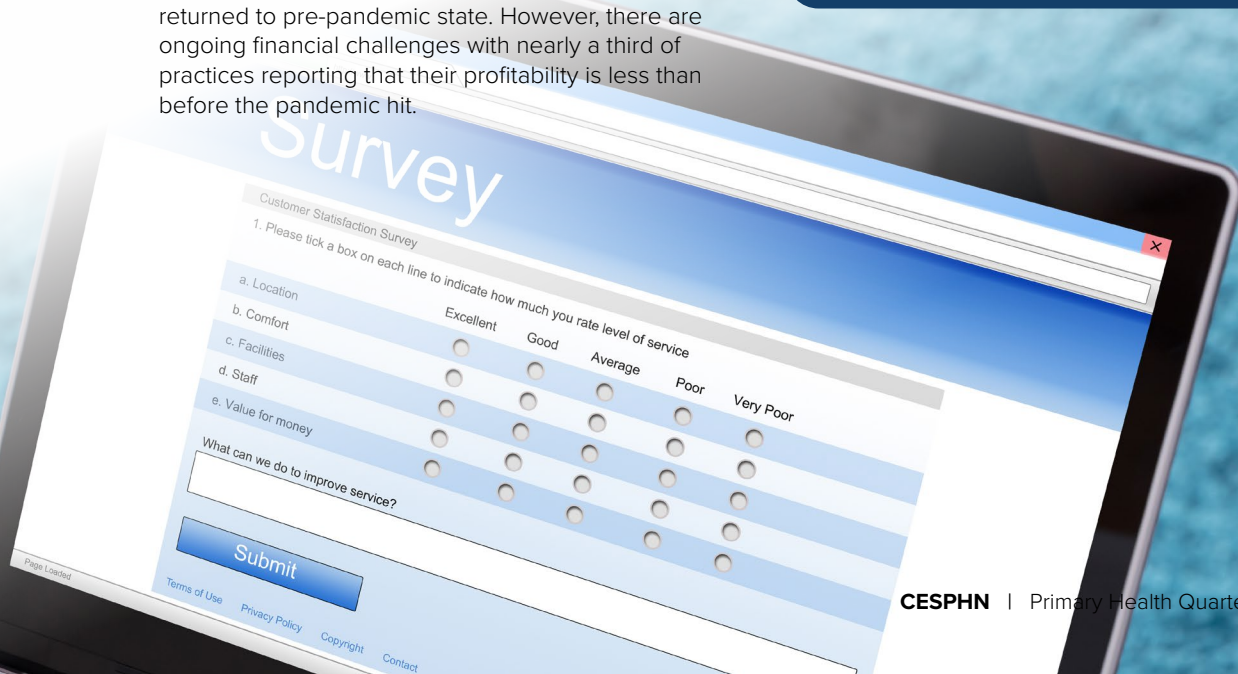 returned to pre-pandemic state. However, there are
ongoing financial challenges with nearly a third of
practices reporting that their profitability is less than
before the pandemic hit.
Survey
Customer Statisfaction Survey
1. Please tick a box on each line to indicate how much you rate level of service
Excellent Good Average Poor Very Poor
a. Location
b. Comfort
c. Facilities
d. Staff
e. Value for money
What can we do to improve service?
Submit
Terms of Use Privacy Policy Copyright Contact
Page Loaded
CESPHN | Primary Health